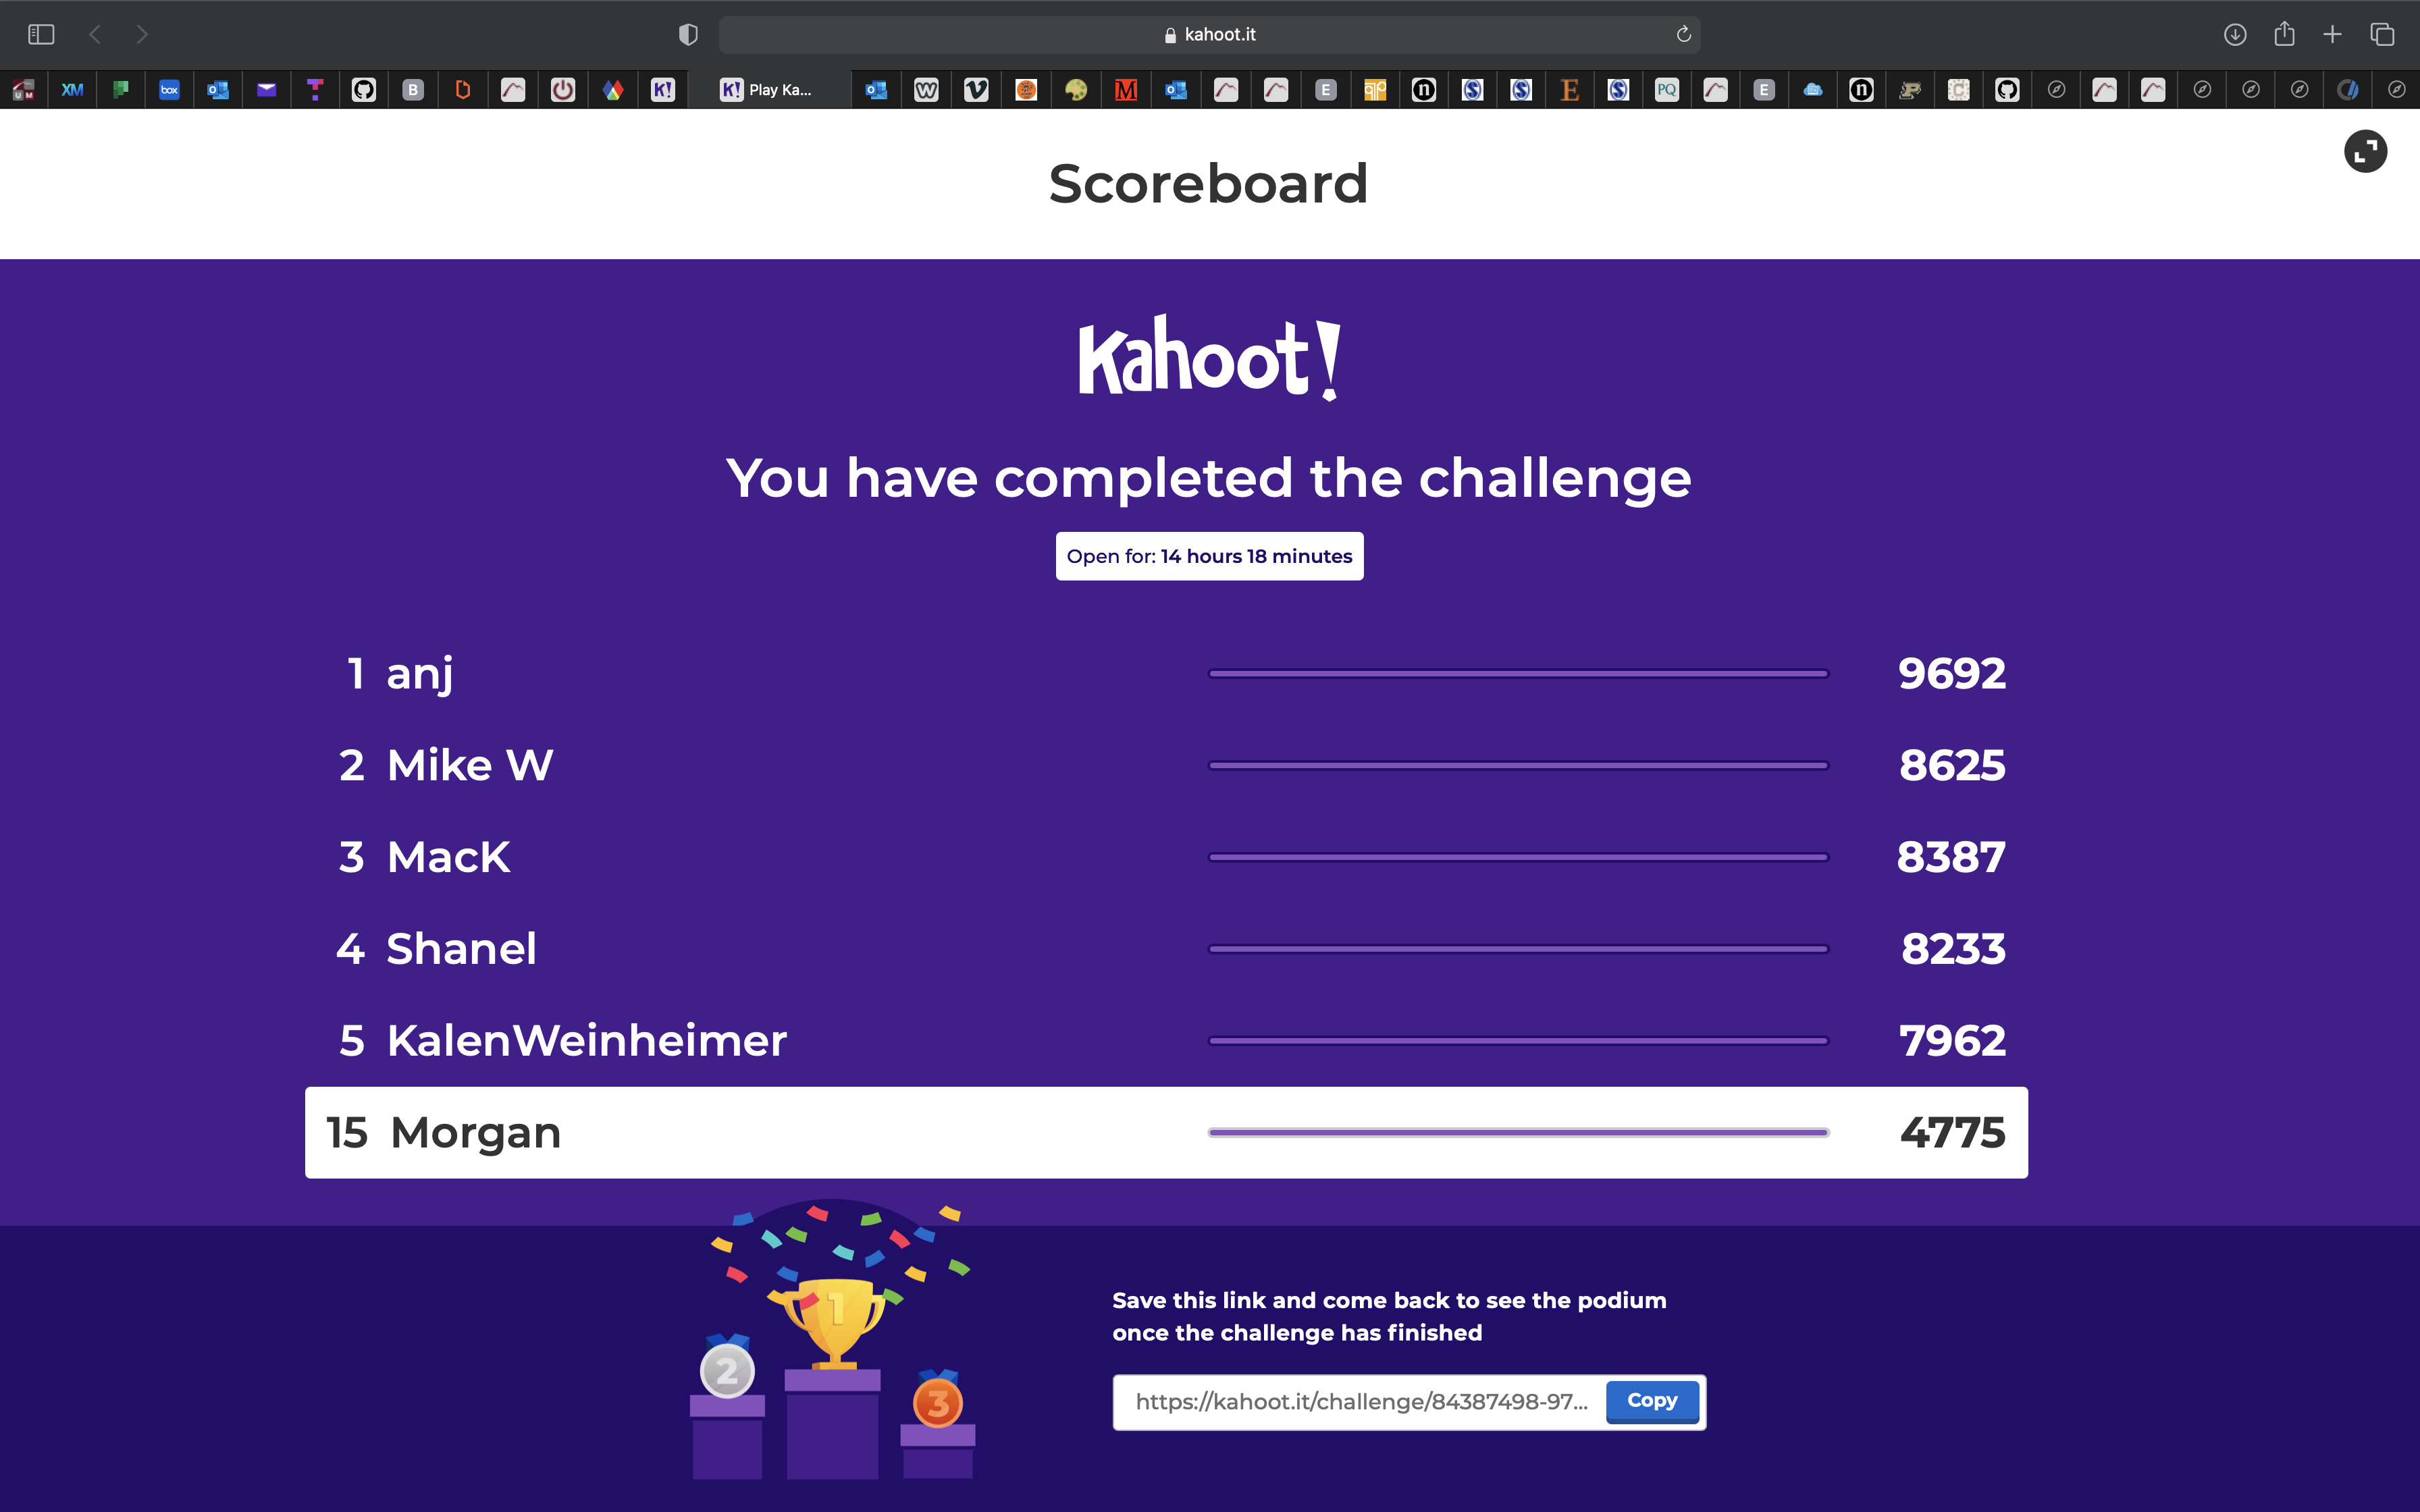 kahoot.it
XM
box
B
K!
K! Play Ka...
W
M
E
n
S
S
E
S
PQ
E
n
P
C
Scoreboard
Kahoot!
You have completed the challenge
Open for: 14 hours 18 minutes
1 anj 9692
2 Mike W 8625
3 MacK 8387
4 Shanel 8233
5 KalenWeinheimer 7962
15 Morgan 4775
1
2
3
Save this link and come back to see the podium
once the challenge has finished
https://kahoot.it/challenge/84387498-97... Copy